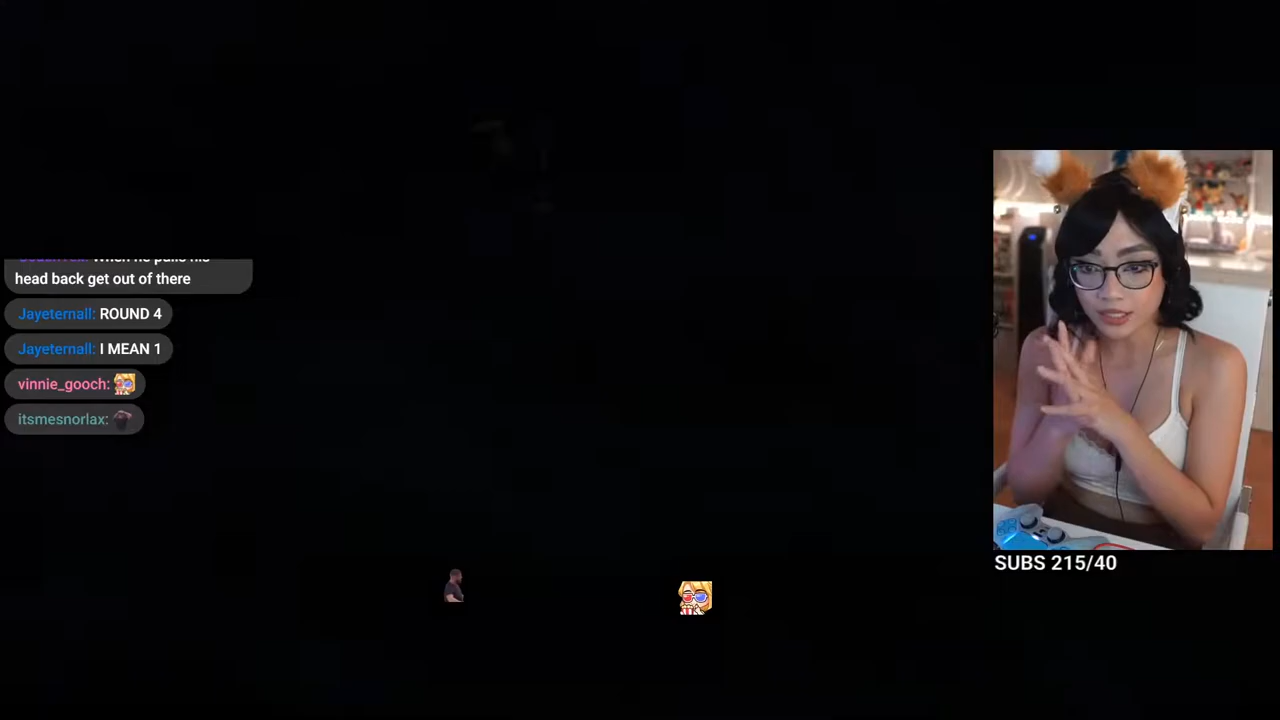 head back get out of there
Jayeternall: ROUND 4
Jayeternall: I MEAN 1
vinnie_gooch:
itsmesnorlax:
SUBS 215/40